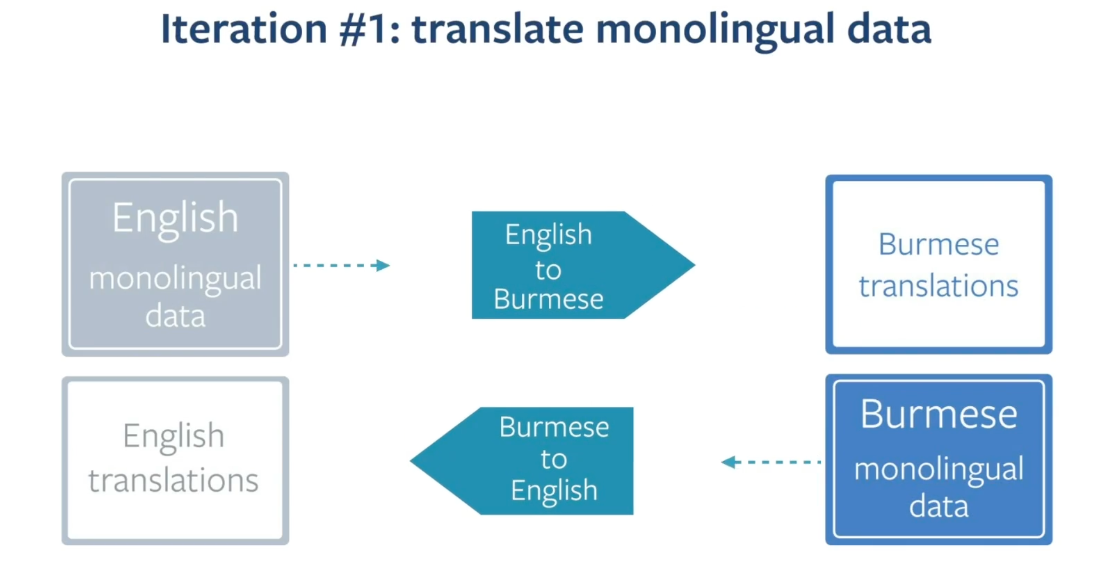 Iteration #1: translate monolingual data
English
monolingual
data
English
to
Burmese
Burmese
translations
English
translations
Burmese
to
English
Burmese
monolingual
data